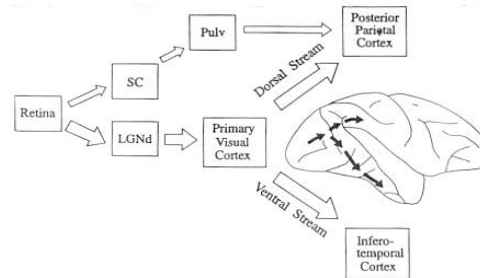 Pulv
Posterior
Parietal
Cortex
SC
Dorsal Stream
Retina
LGNd
Primary
Visual
Cortex
Ventral Stream
Infero-
temporal
Cortex